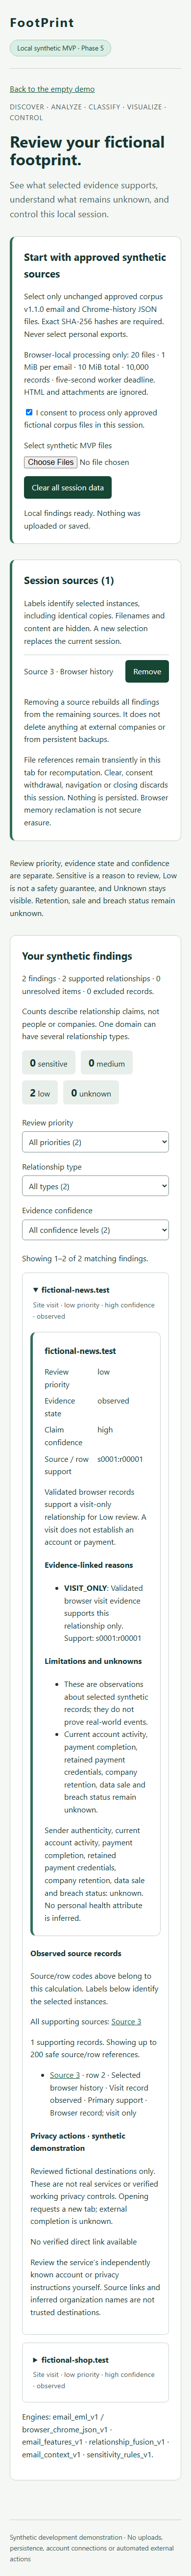 FootPrint
Local synthetic MVP · Phase 5
Back to the empty demo
DISCOVER · ANALYZE · CLASSIFY · VISUALIZE ·
CONTROL
Review your fictional
footprint.
See what selected evidence supports,
understand what remains unknown, and
control this local session.
Start with approved synthetic
sources
Select only unchanged approved corpus
v1.1.0 email and Chrome-history JSON
files. Exact SHA-256 hashes are required.
Never select personal exports.
Browser-local processing only: 20 files · 1
MiB per email · 10 MiB total · 10,000
records · five-second worker deadline.
HTML and attachments are ignored.
I consent to process only approved
fictional corpus files in this session.
Select synthetic MVP files
Choose Files No file chosen
Clear all session data
Local findings ready. Nothing was
uploaded or saved.
Session sources (1)
Labels identify selected instances,
including identical copies. Filenames and
content are hidden. A new selection
replaces the current session.
Source 3 · Browser history
Remove
Removing a source rebuilds all findings
from the remaining sources. It does not
delete anything at external companies or
from persistent backups.
File references remain transiently in this
tab for recomputation. Clear, consent
withdrawal, navigation or closing discards
this session. Nothing is persisted. Browser
memory reclamation is not secure
erasure.
Review priority, evidence state and confidence
are separate. Sensitive is a reason to review, Low
is not a safety guarantee, and Unknown stays
visible. Retention, sale and breach status remain
unknown.
Your synthetic findings
2 findings · 2 supported relationships · 0
unresolved items · 0 excluded records.
Counts describe relationship claims, not
people or companies. One domain can
have several relationship types.
0 sensitive
0 medium
2 low
0 unknown
Review priority
All priorities (2)
Relationship type
All types (2)
Evidence confidence
All confidence levels (2)
Showing 1–2 of 2 matching findings.
▼ fictional-news.test
Site visit · low priority · high confidence
· observed
fictional-news.test
Review priority low
Evidence state observed
Claim confidence high
Source / row support s0001:r00001
Validated browser records
support a visit-only
relationship for Low review. A
visit does not establish an
account or payment.
Evidence-linked reasons
• VISIT_ONLY: Validated
browser visit evidence
supports this
relationship only.
Support: s0001:r00001
Limitations and unknowns
• These are observations
about selected synthetic
records; they do not
prove real-world events.
• Current account activity,
payment completion,
retained payment
credentials, company
retention, data sale and
breach status remain
unknown.
Sender authenticity, current
account activity, payment
completion, retained
payment credentials,
company retention, data sale
and breach status: unknown.
No personal health attribute
is inferred.
Observed source records
Source/row codes above belong to
this calculation. Labels below identify
the selected instances.
All supporting sources: Source 3
1 supporting records. Showing up to
200 safe source/row references.
• Source 3 · row 2 · Selected
browser history · Visit record
observed · Primary support ·
Browser record; visit only
Privacy actions · synthetic
demonstration
Reviewed fictional destinations only.
These are not real services or verified
working privacy controls. Opening
requests a new tab; external
completion is unknown.
No verified direct link available
Review the service's independently
known account or privacy
instructions yourself. Source links and
inferred organization names are not
trusted destinations.
▶ fictional-shop.test
Site visit · low priority · high confidence
· observed
Engines: email_eml_v1 /
browser_chrome_json_v1 ·
email_features_v1 · relationship_fusion_v1 ·
email_context_v1 · sensitivity_rules_v1.
Synthetic development demonstration · No uploads,
persistence, account connections or automated external
actions